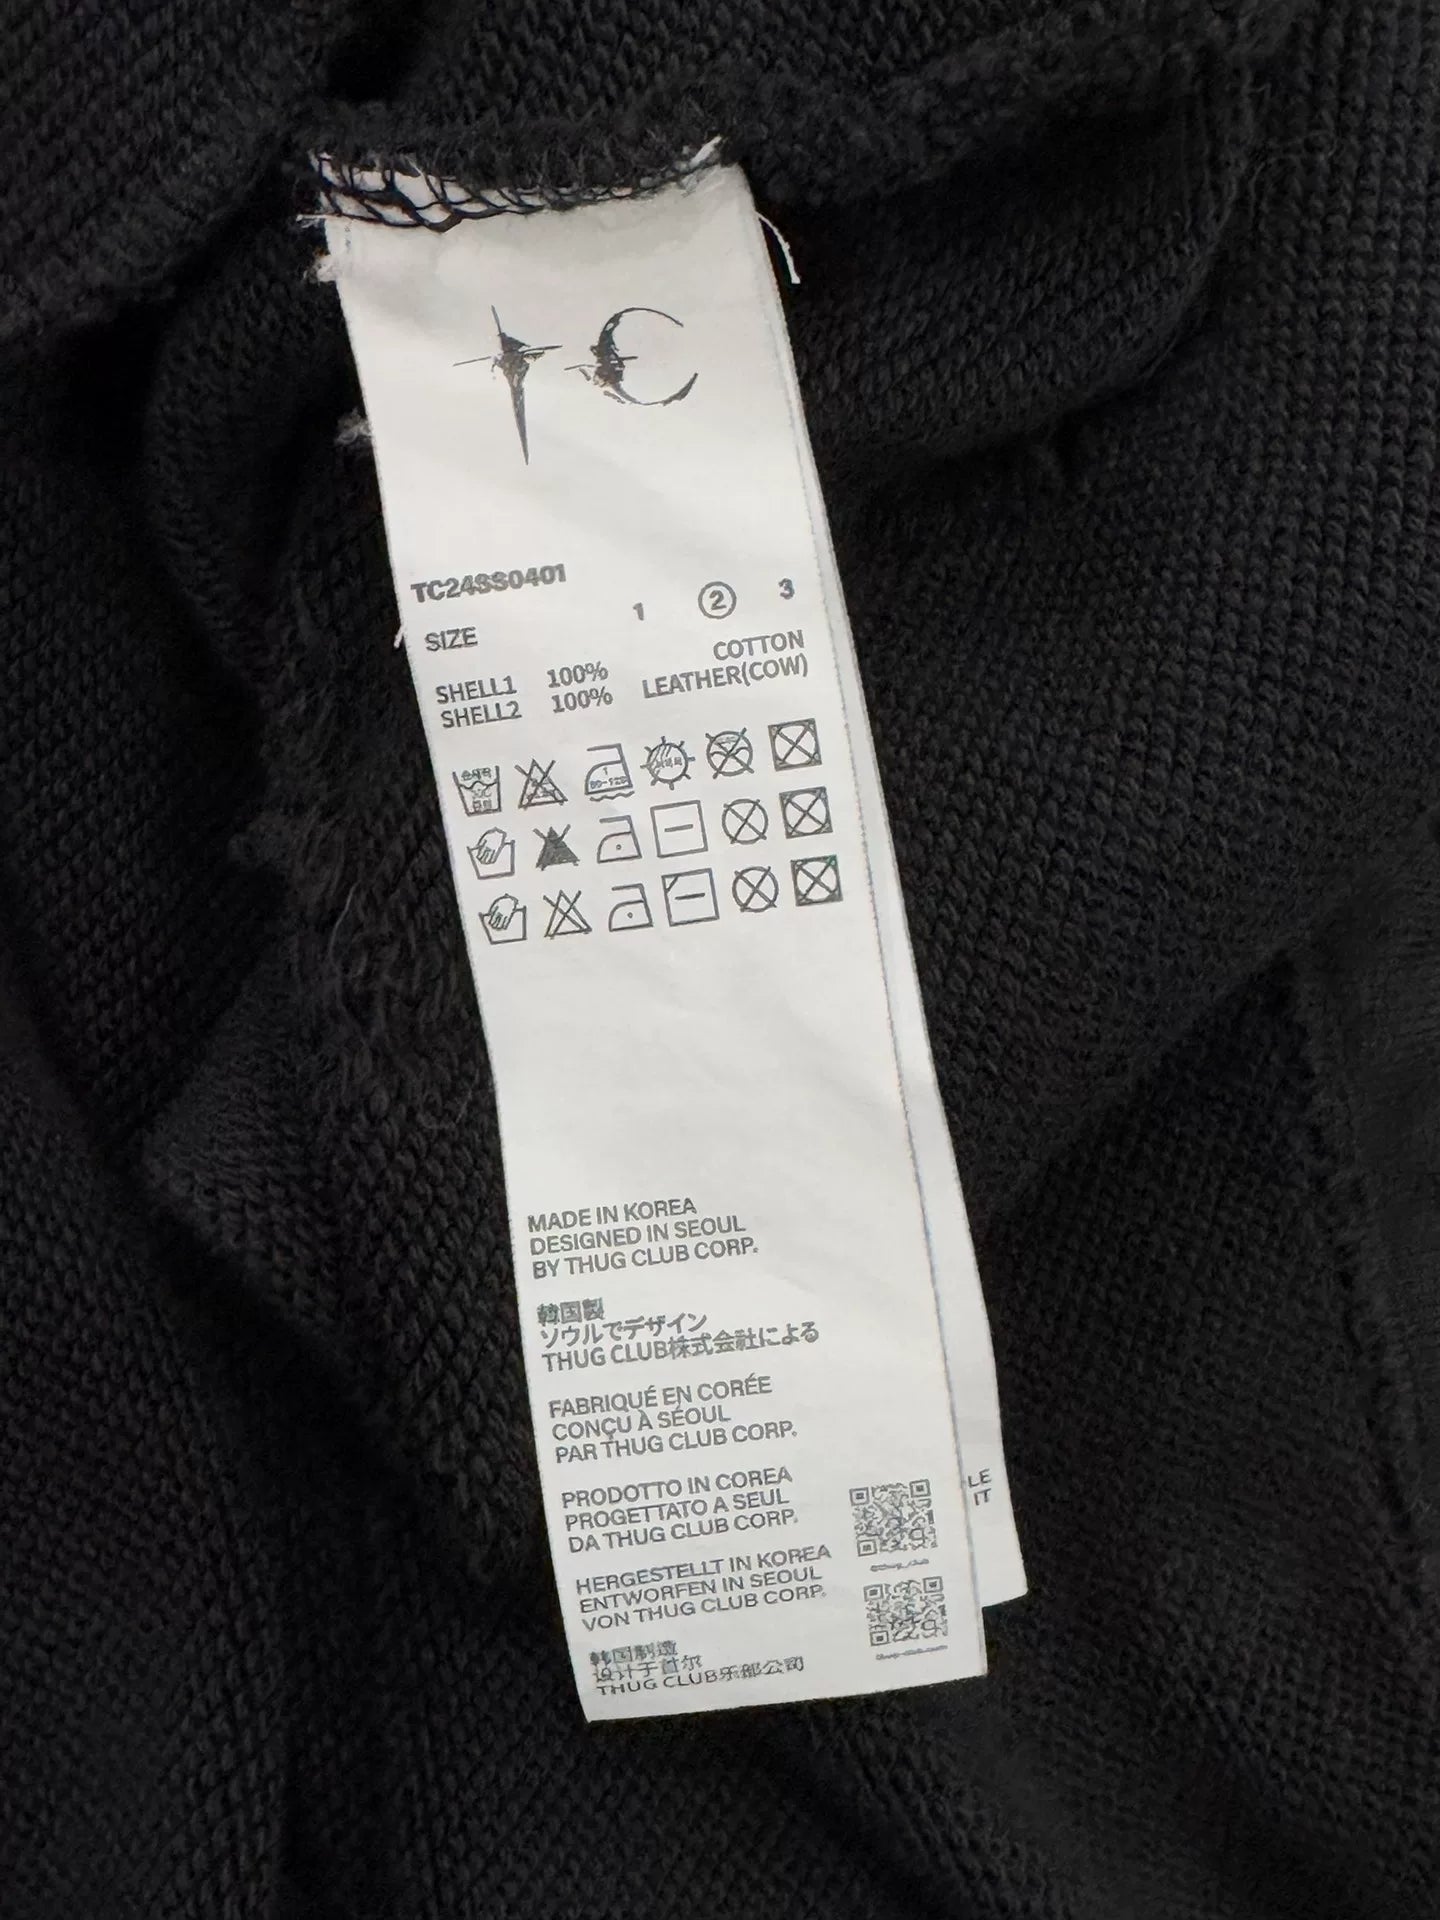 TC
TC24SS0401
SIZE 1 2 3
SHELL1 100% COTTON
SHELL2 100% LEATHER(COW)
MADE IN KOREA
DESIGNED IN SEOUL
BY THUG CLUB CORP.
韓国製
ソウルでデザイン
THUG CLUB株式会社による
FABRIQUÉ EN CORÉE
CONÇU À SÉOUL
PAR THUG CLUB CORP.
PRODOTTO IN COREA
PROGETTATO A SEUL
DA THUG CLUB CORP.
HERGESTELLT IN KOREA
ENTWORFEN IN SEOUL
VON THUG CLUB CORP.
韩国制造
设计于首尔
THUG CLUB乐部公司
LE
IT